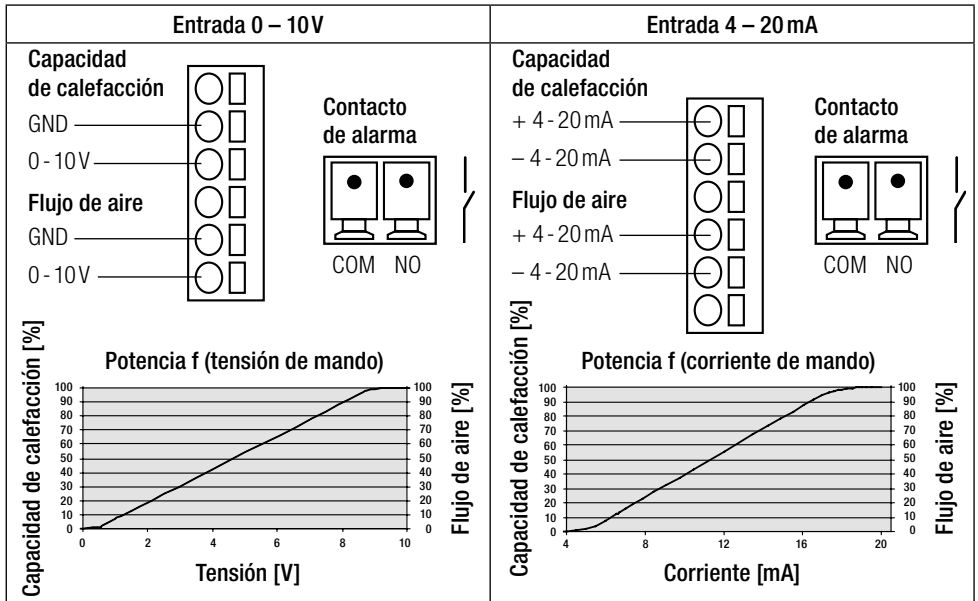 Entrada 0 – 10 V
Capacidad
de calefacción
GND
0 - 10 V
Flujo de aire
GND
0 - 10 V
Contacto
de alarma
COM NO
Potencia f (tensión de mando)
Capacidad de calefacción [%]
100
90
80
70
60
50
40
30
20
10
0
100
90
80
70
60
50
40
30
20
10
0
Flujo de aire [%]
0 2 4 6 8 10
Tensión [V]
Entrada 4 – 20 mA
Capacidad
de calefacción
+ 4 - 20 mA
– 4 - 20 mA
Flujo de aire
+ 4 - 20 mA
– 4 - 20 mA
Contacto
de alarma
COM NO
Potencia f (corriente de mando)
Capacidad de calefacción [%]
100
90
80
70
60
50
40
30
20
10
0
100
90
80
70
60
50
40
30
20
10
0
Flujo de aire [%]
4 8 12 16 20
Corriente [mA]